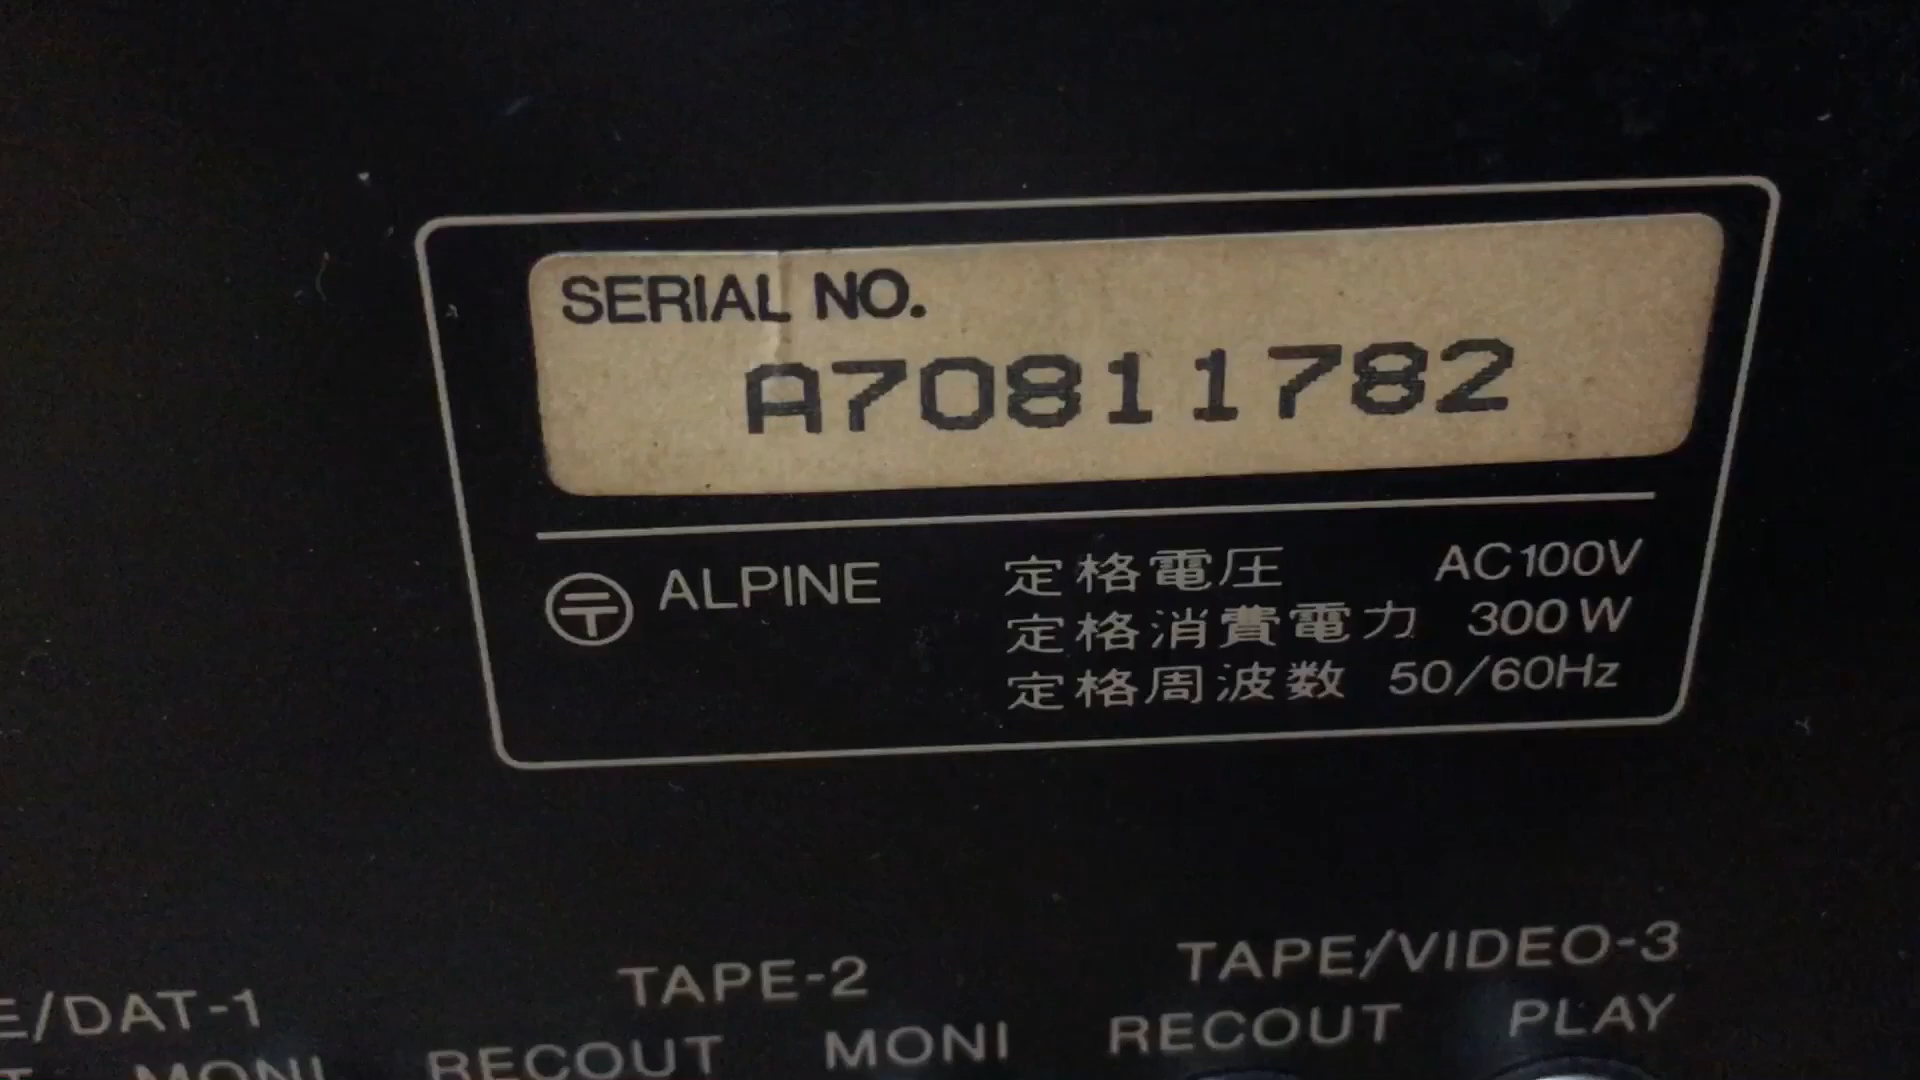 SERIAL NO.
A70811782
〒 ALPINE
定格電圧 AC100V
定格消費電力 300W
定格周波数 50/60Hz
E/DAT-1 TAPE-2 TAPE/VIDEO-3
T MONI RECOUT MONI RECOUT PLAY